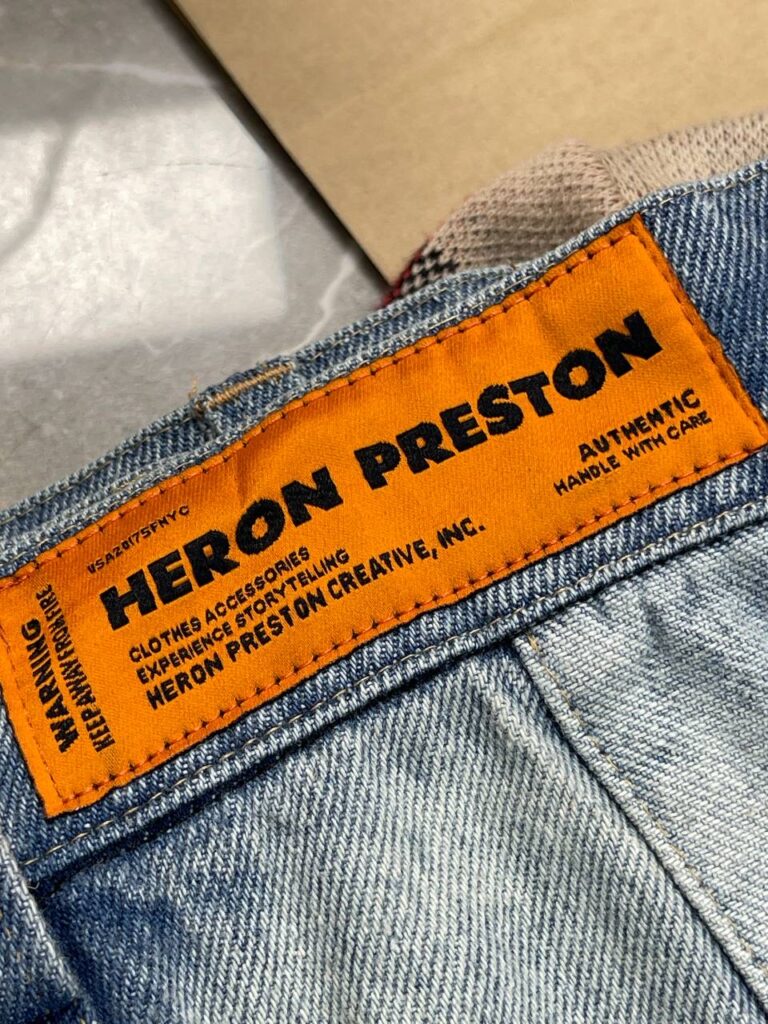 USA2017SFNYC
HERON PRESTON
CLOTHES ACCESSORIES
EXPERIENCE STORYTELLING
HERON PRESTON CREATIVE, INC.
AUTHENTIC
HANDLE WITH CARE
WARNING
KEEP AWAY FROM FIRE